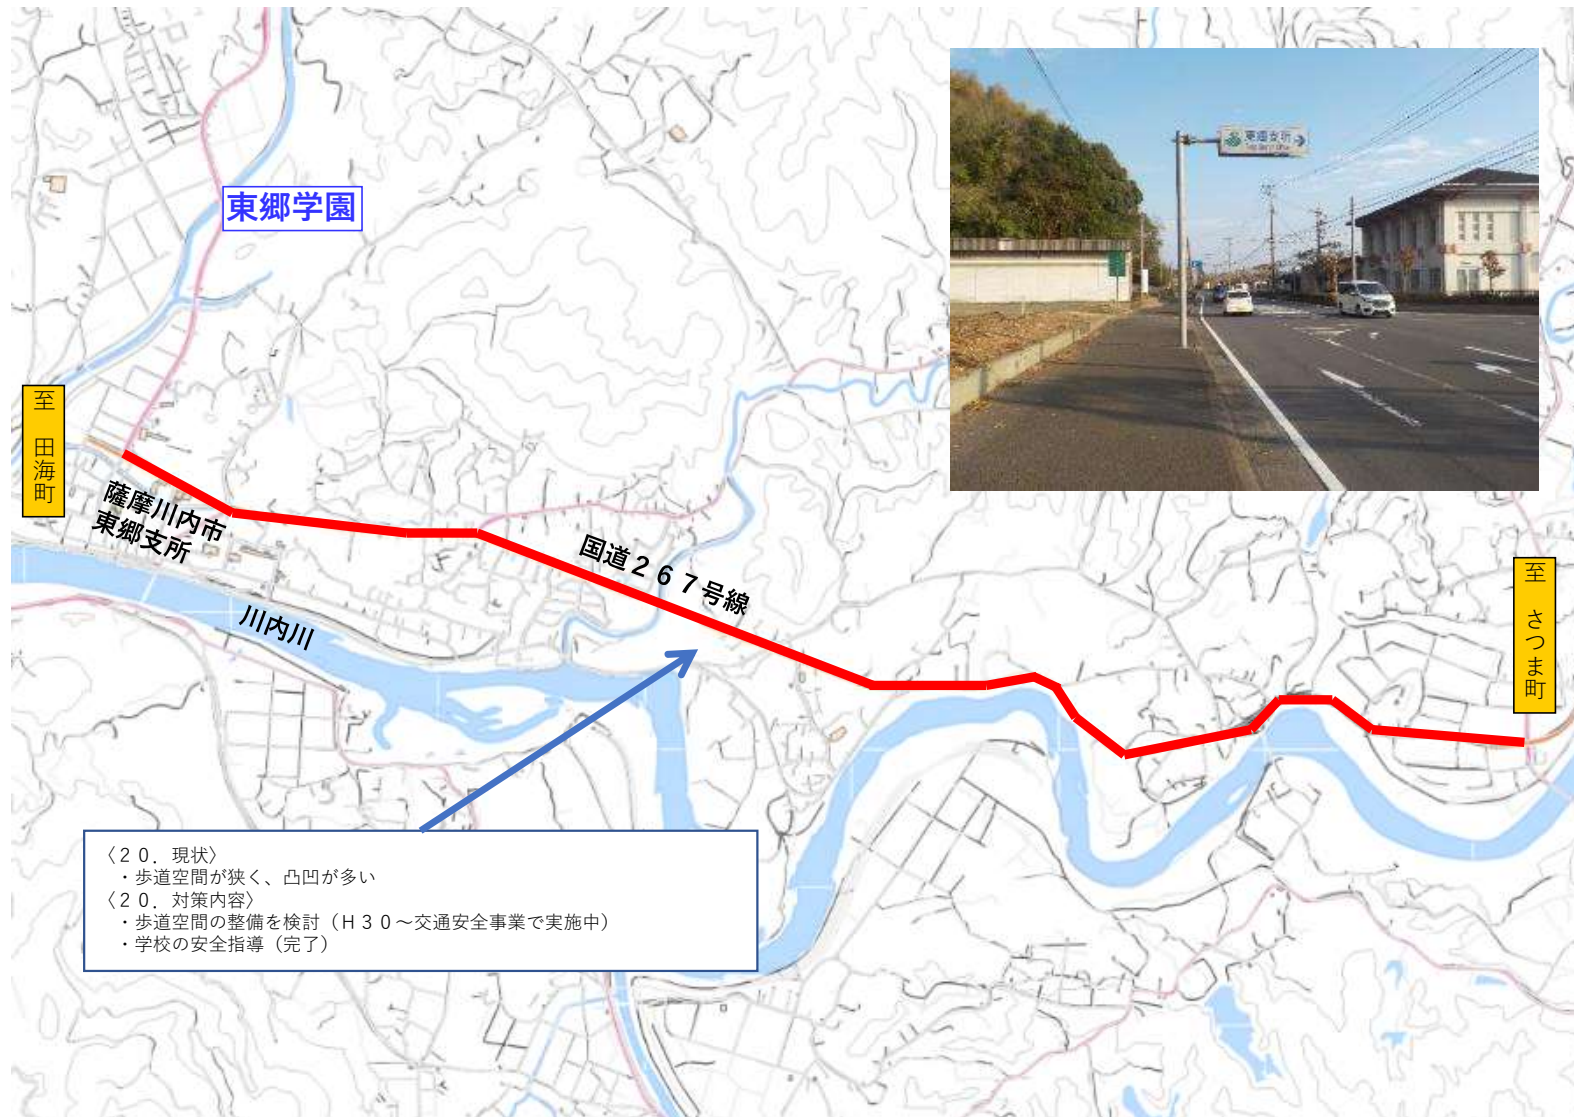 東郷支所
東郷学園
至 田海町
薩摩川内市
東郷支所
国道２６７号線
川内川
至 さつま町
〈２０．現状〉
・歩道空間が狭く、凸凹が多い
〈２０．対策内容〉
・歩道空間の整備を検討（Ｈ３０～交通安全事業で実施中）
・学校の安全指導（完了）